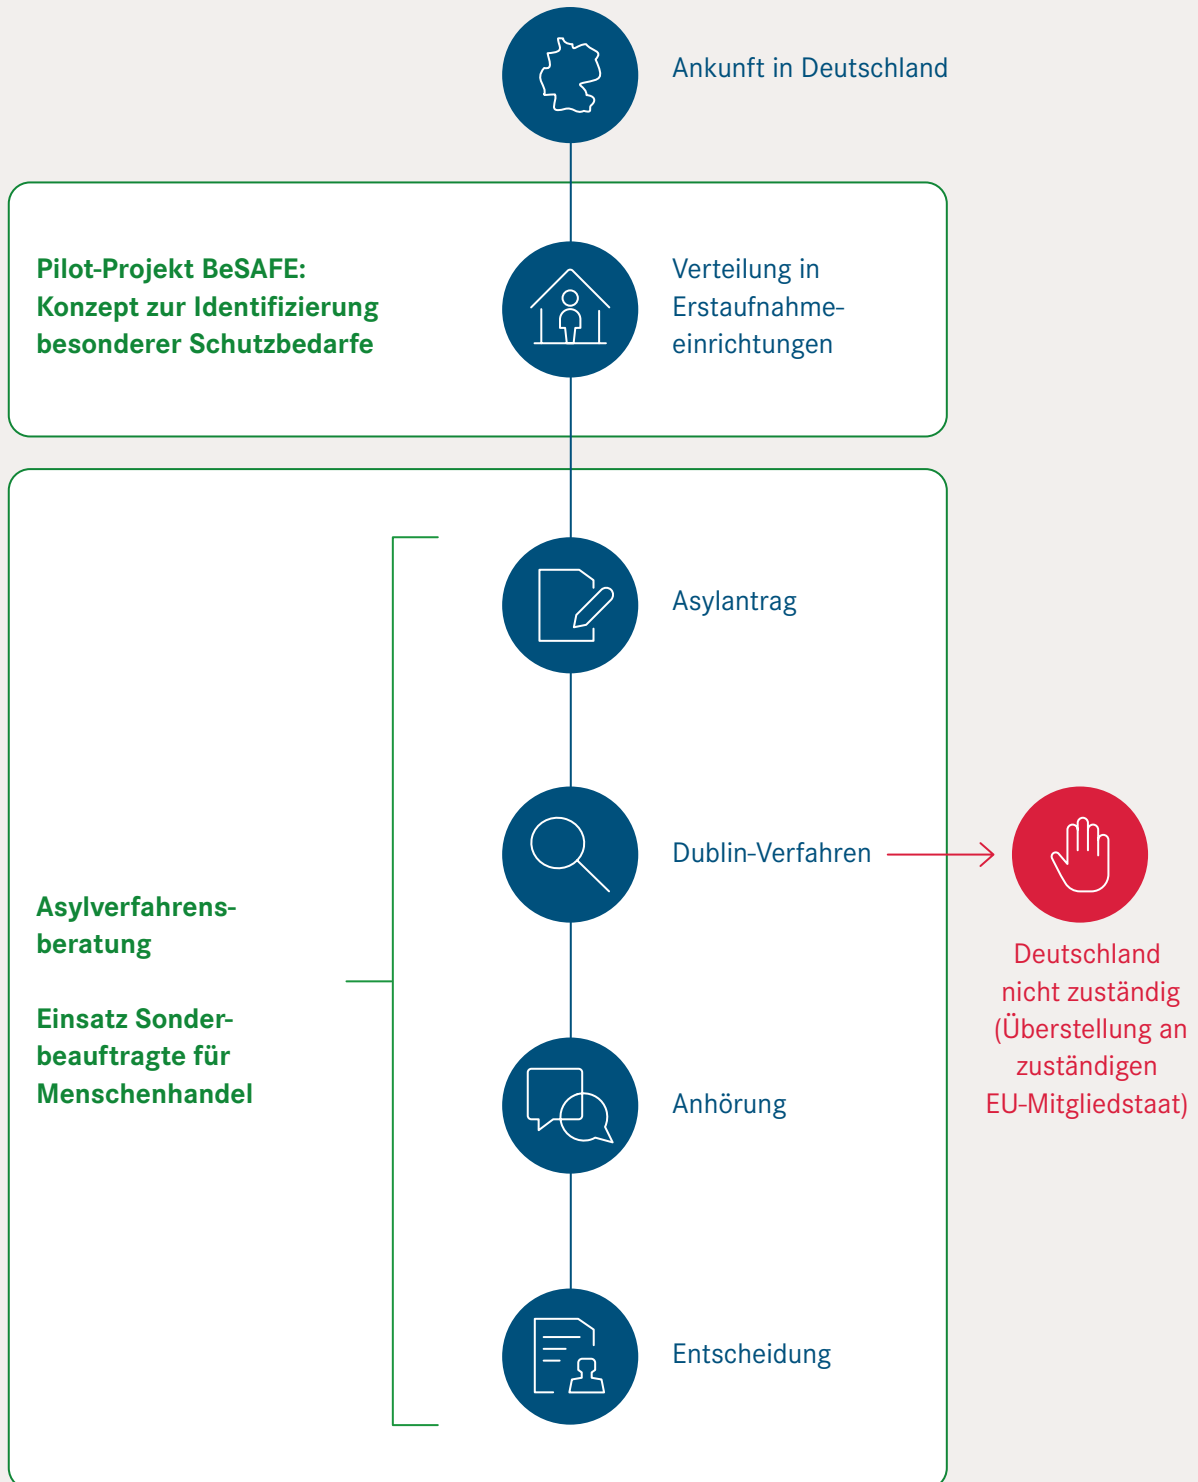 Ankunft in Deutschland
Pilot-Projekt BeSAFE:
Konzept zur Identifizierung
besonderer Schutzbedarfe
Verteilung in
Erstaufnahme-
einrichtungen
Asylantrag
Dublin-Verfahren
Deutschland
nicht zuständig
(Überstellung an
zuständigen
EU-Mitgliedstaat)
Asylverfahrens-
beratung
Einsatz Sonder-
beauftragte für
Menschenhandel
Anhörung
Entscheidung